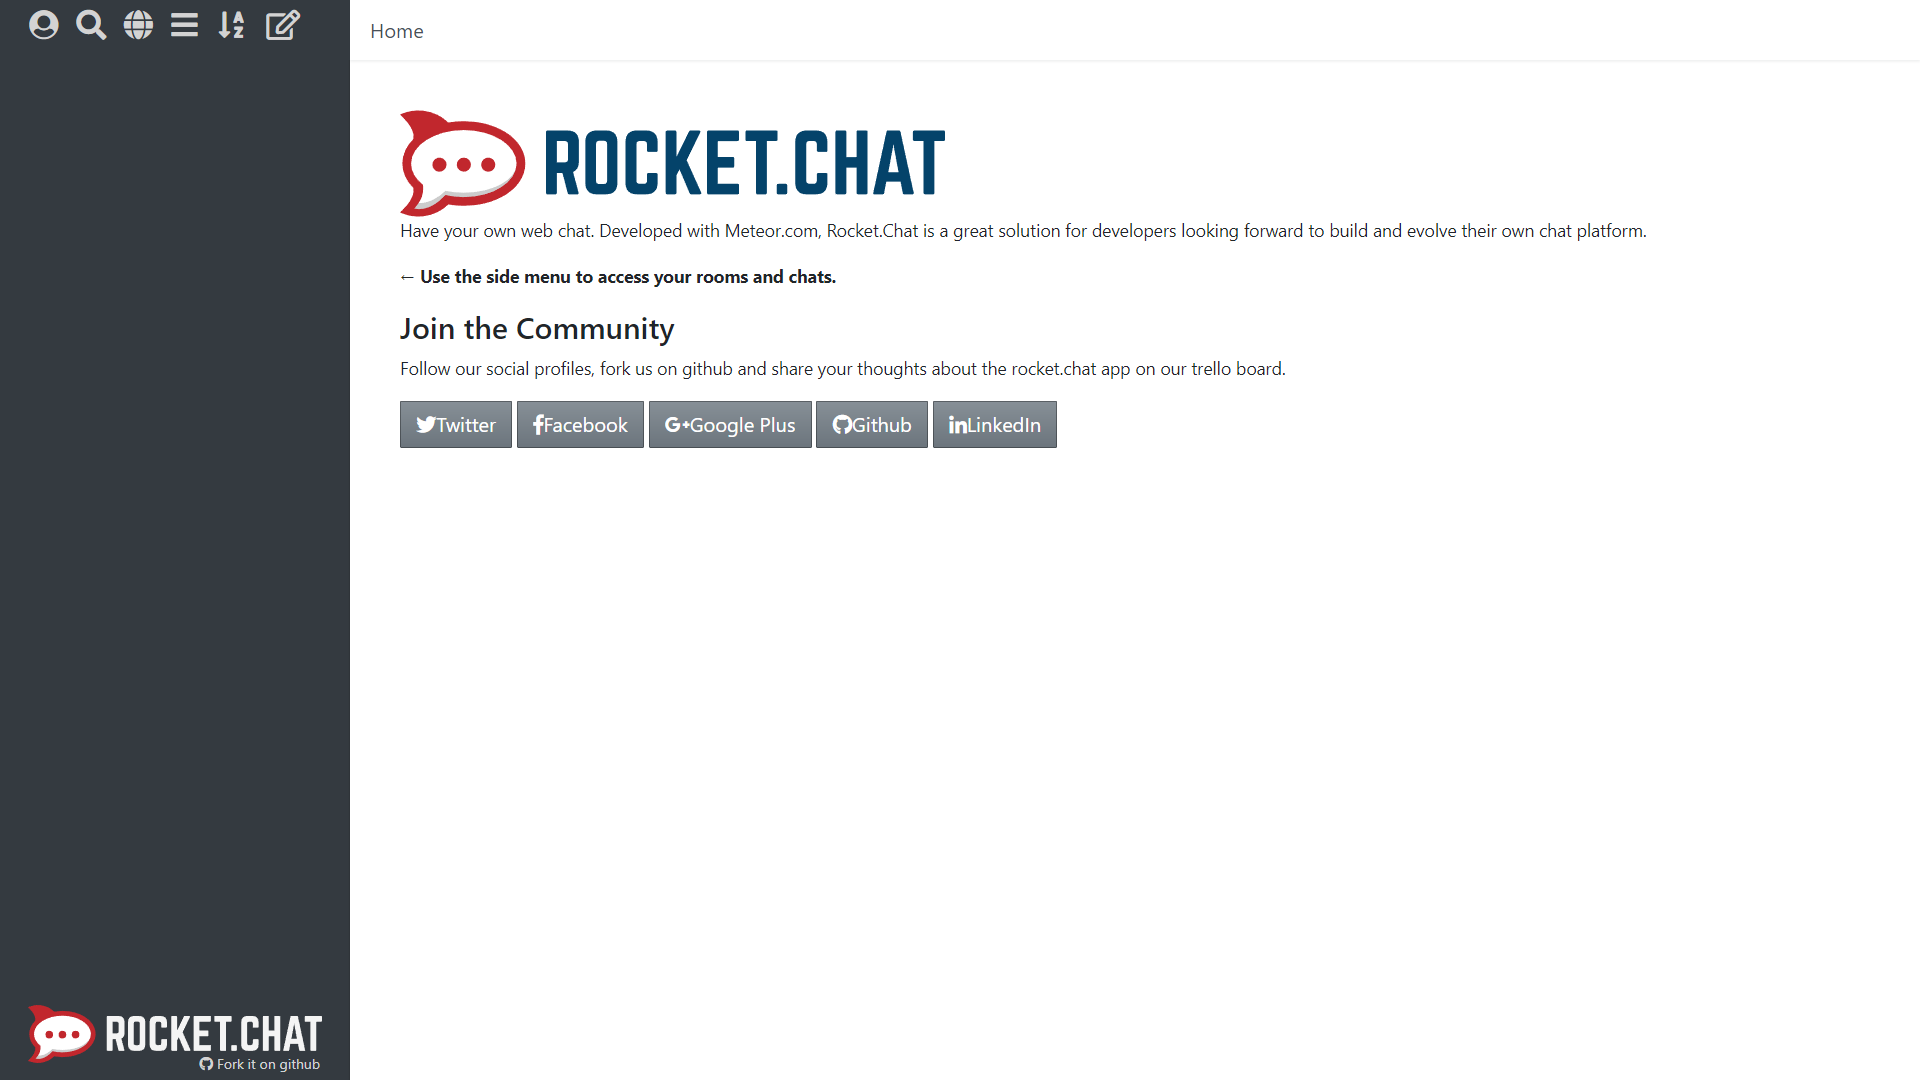 Home
ROCKET.CHAT
Have your own web chat. Developed with Meteor.com, Rocket.Chat is a great solution for developers looking forward to build and evolve their own chat platform.
← Use the side menu to access your rooms and chats.
Join the Community
Follow our social profiles, fork us on github and share your thoughts about the rocket.chat app on our trello board.
Twitter Facebook Google Plus Github LinkedIn
ROCKET.CHAT
Fork it on github